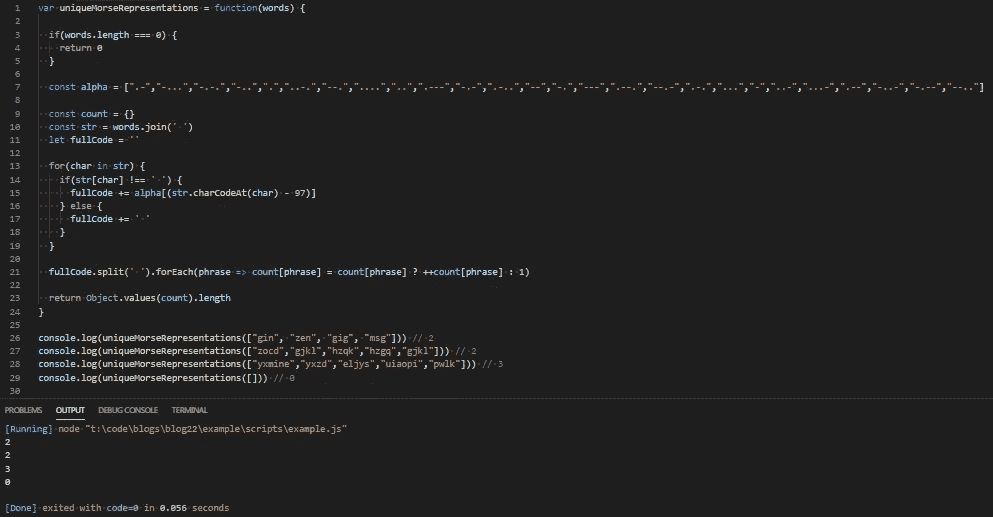 1 var uniqueMorseRepresentations = function(words) {
2
3   if(words.length === 0) {
4     return 0
5   }
6
7   const alpha = [".-","-...","-.-.","-..",".","..-.","--.","....","..",".---","-.-",".-..","--","-.","---",".--.","--.-",".-.","...","-","..-","...-",".--","-..-","-.--","--.."]
8
9   const count = {}
10   const str = words.join(` `)
11   let fullCode = ``
12
13   for(char in str) {
14     if(str[char] !== ` `) {
15       fullCode += alpha[(str.charCodeAt(char) - 97)]
16     } else {
17       fullCode += ` `
18     }
19   }
20
21   fullCode.split(` `).forEach(phrase => count[phrase] = count[phrase] ? ++count[phrase] : 1)
22
23   return Object.values(count).length
24 }
25
26 console.log(uniqueMorseRepresentations(["gin", "zen", "gig", "msg"])) // 2
27 console.log(uniqueMorseRepresentations(["zocd","gjkl","hzqk","hzgq","gjkl"])) // 2
28 console.log(uniqueMorseRepresentations(["yxmine","yxzd","eljys","uiaopi","pwlk"])) // 3
29 console.log(uniqueMorseRepresentations([])) // 0
30
PROBLEMS OUTPUT DEBUG CONSOLE TERMINAL
[Running] node "t:\code\blogs\blog22\example\scripts\example.js"
2
2
3
0
[Done] exited with code=0 in 0.056 seconds